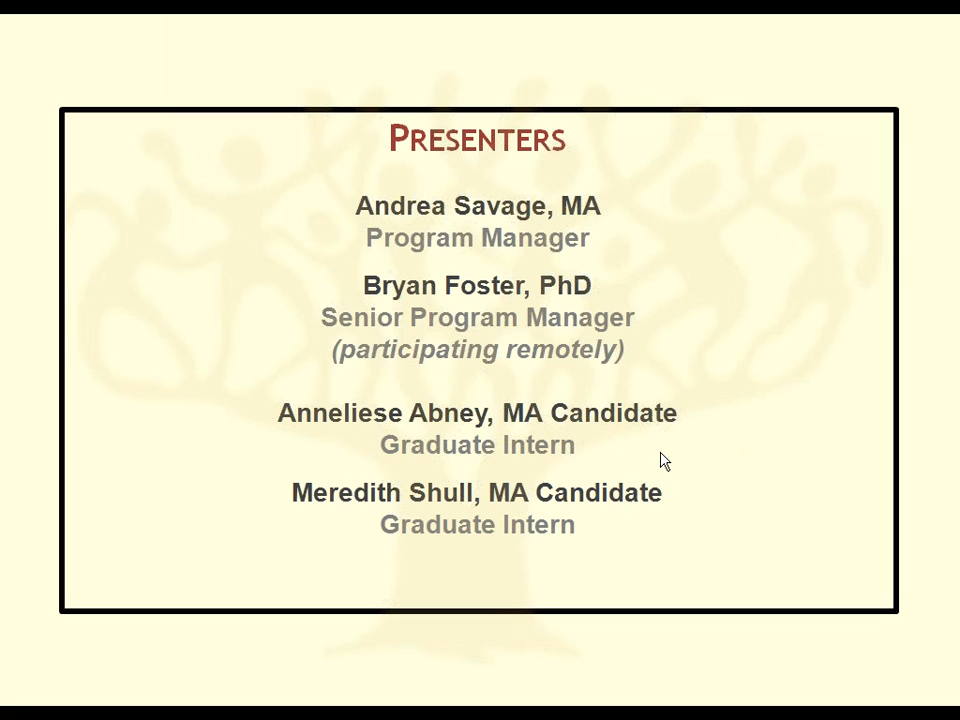 PRESENTERS
Andrea Savage, MA
Program Manager
Bryan Foster, PhD
Senior Program Manager
(participating remotely)
Anneliese Abney, MA Candidate
Graduate Intern
Meredith Shull, MA Candidate
Graduate Intern